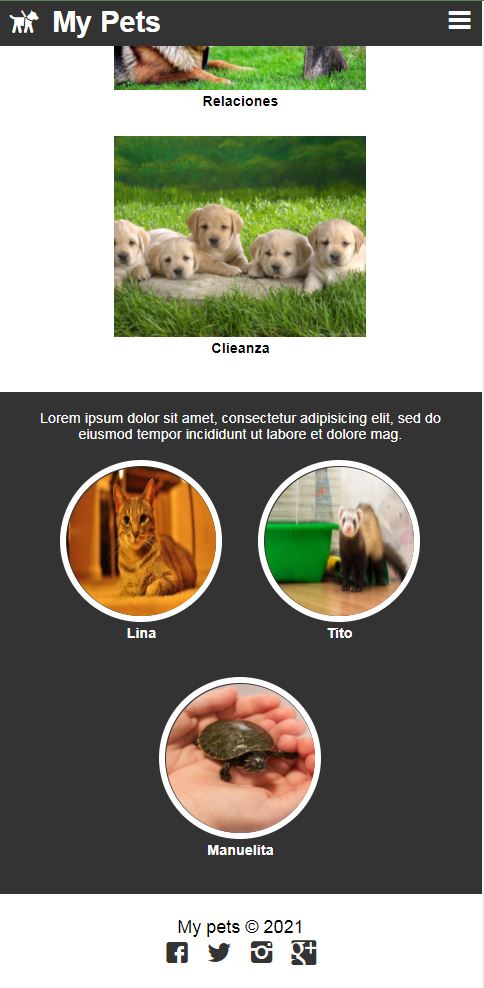 My Pets
Relaciones
Clieanza
Lorem ipsum dolor sit amet, consectetur adipisicing elit, sed do
eiusmod tempor incididunt ut labore et dolore mag.
Lina
Tito
Manuelita
My pets © 2021